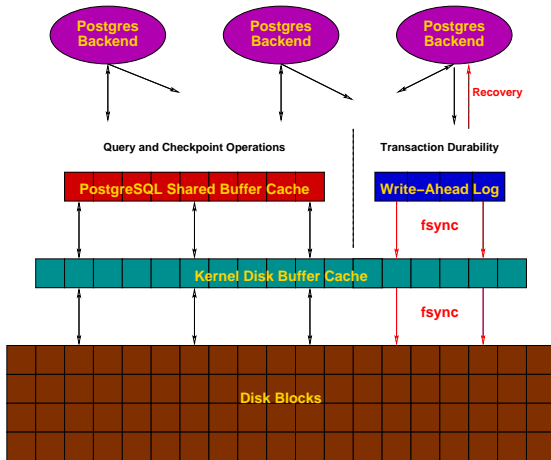 Postgres
Backend
Postgres
Backend
Postgres
Backend
Recovery
Query and Checkpoint Operations
Transaction Durability
PostgreSQL Shared Buffer Cache
Write−Ahead Log
fsync
Kernel Disk Buffer Cache
fsync
Disk Blocks